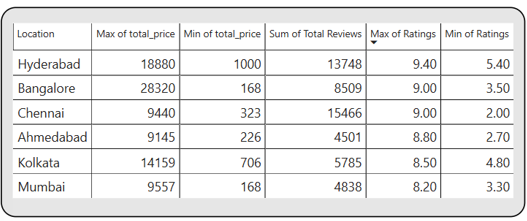 Location Max of total_price Min of total_price Sum of Total Reviews Max of Ratings Min of Ratings
Hyderabad 18880 1000 13748 9.40 5.40
Bangalore 28320 168 8509 9.00 3.50
Chennai 9440 323 15466 9.00 2.00
Ahmedabad 9145 226 4501 8.80 2.70
Kolkata 14159 706 5785 8.50 4.80
Mumbai 9557 168 4838 8.20 3.30